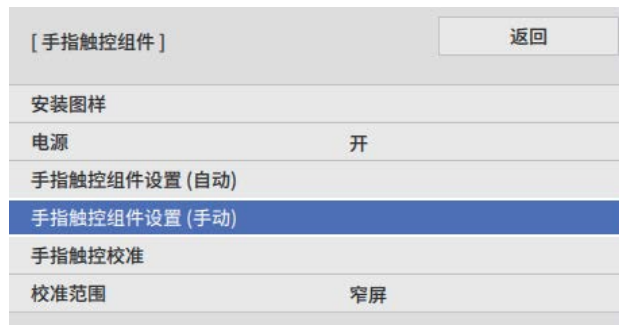 [ 手指触控组件 ] 返回
安装图样
电源 开
手指触控组件设置 (自动)
手指触控组件设置 (手动)
手指触控校准
校准范围 窄屏